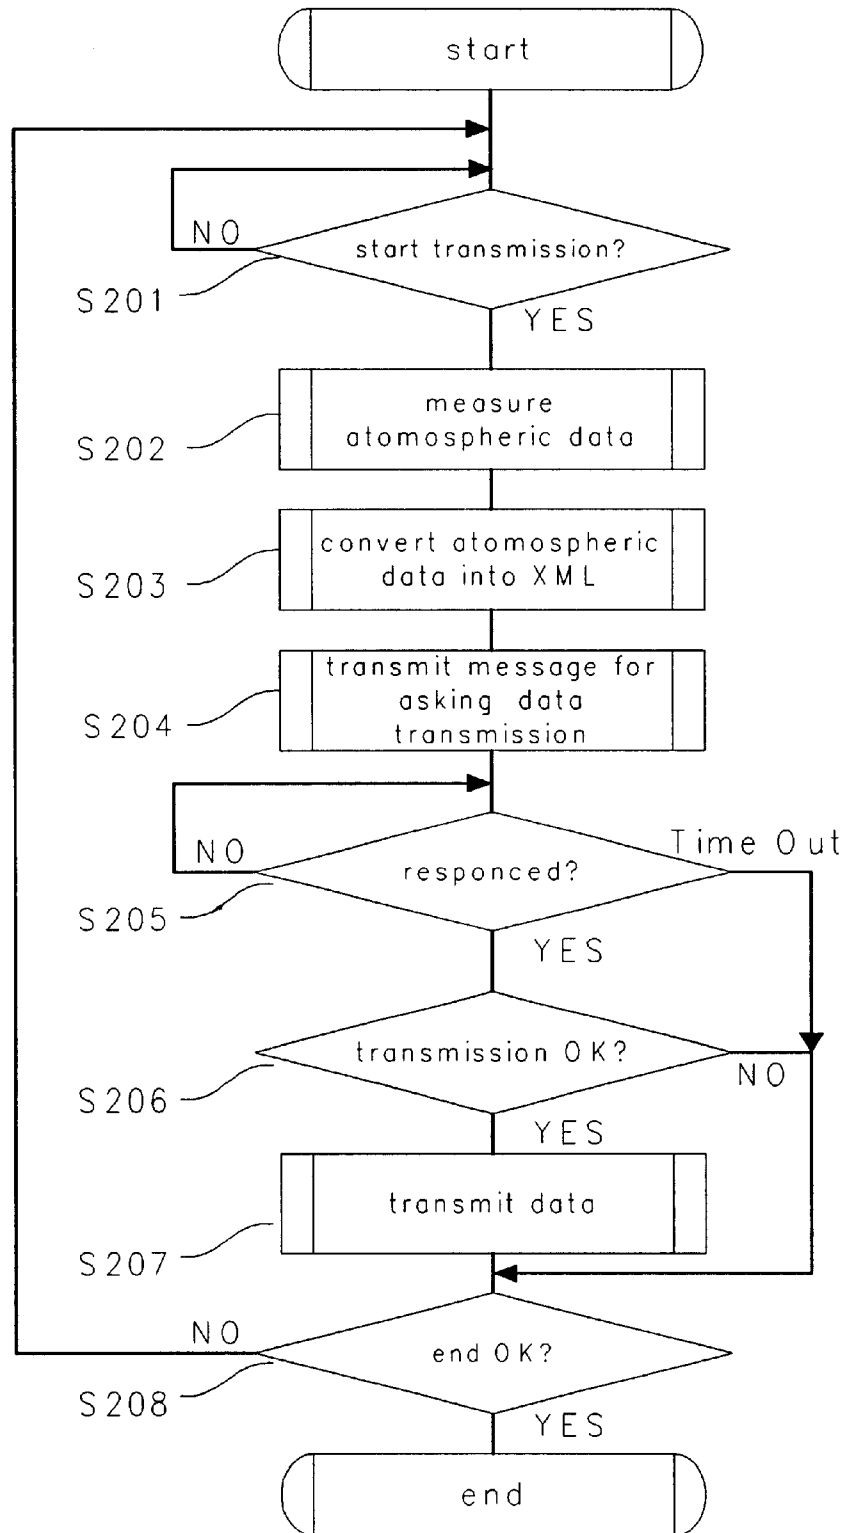 start
NO
start transmission?
S201
YES
measure
atomospheric data
S202
convert atomospheric
data into XML
S203
transmit message for
asking data
transmission
S204
Time Out
NO
responced?
S205
YES
transmission OK?
NO
S206
YES
transmit data
S207
NO
end OK?
S208
YES
end